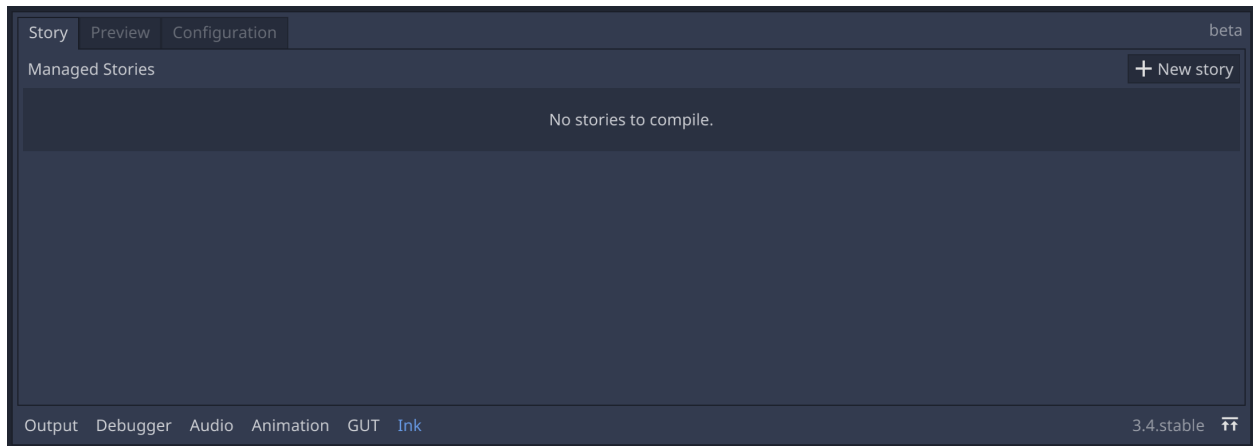 Story Preview Configuration beta
Managed Stories + New story
No stories to compile.
Output Debugger Audio Animation GUT Ink 3.4.stable